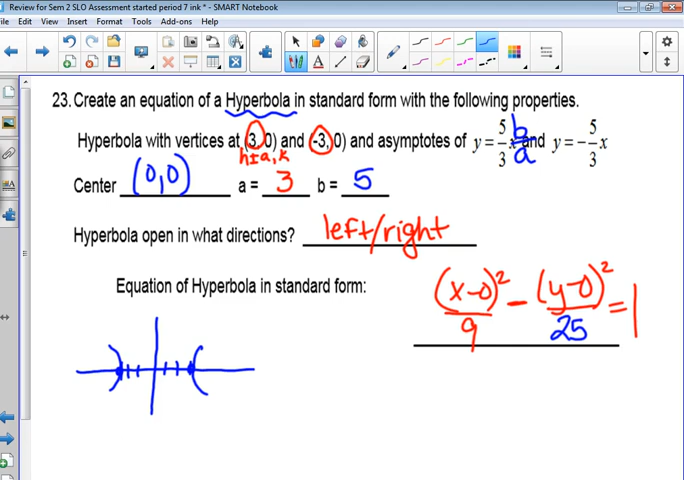 Review for Sem 2 SLO Assessment started period 7 ink * - SMART Notebook
File Edit View Insert Format Tools Add-ons Help
23. Create an equation of a Hyperbola in standard form with the following properties.
Hyperbola with vertices at (3, 0) and (-3, 0) and asymptotes of y = 5/3 x and y = - 5/3 x
b/a
h±a, k
Center (0,0) a = 3 b = 5
Hyperbola open in what directions? left/right
Equation of Hyperbola in standard form: (x-0)²/9 - (y-0)²/25 = 1